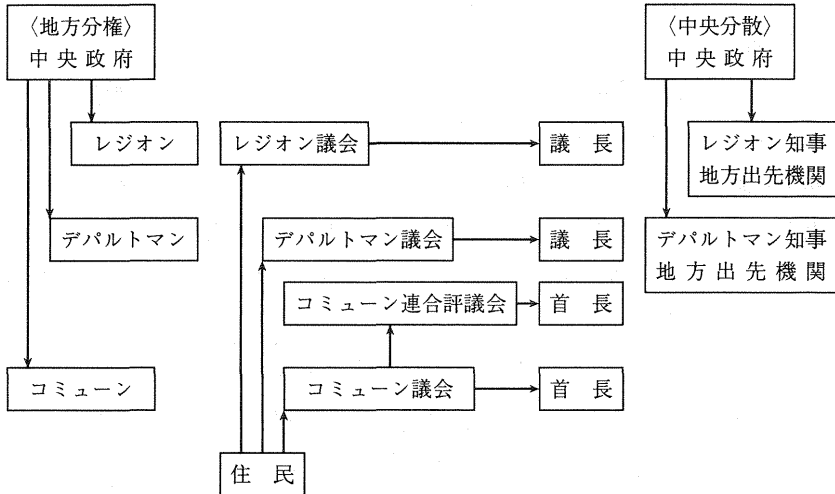 〈地方分権〉
中央政府
〈中央分散〉
中央政府
レジオン
レジオン議会
議長
レジオン知事
地方出先機関
デパルトマン
デパルトマン議会
議長
デパルトマン知事
地方出先機関
コミューン連合評議会
首長
コミューン
コミューン議会
首長
住民